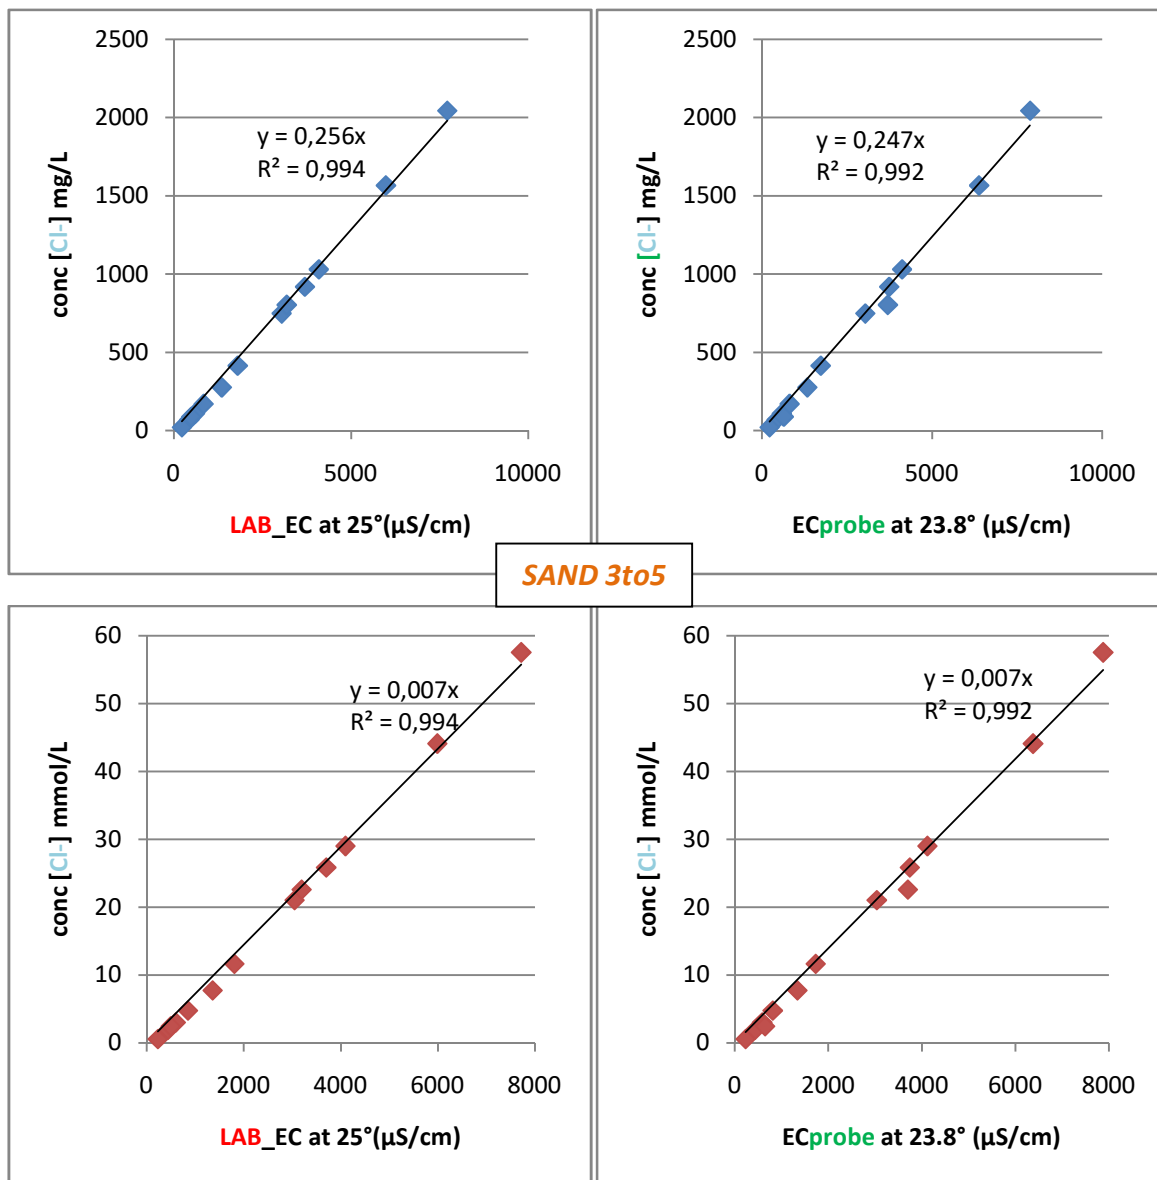 2500
2000
1500
1000
500
0
0 5000 10000
conc [Cl-] mg/L
y = 0,256x
R² = 0,994
LAB_EC at 25°(µS/cm)
2500
2000
1500
1000
500
0
0 5000 10000
conc [Cl-] mg/L
y = 0,247x
R² = 0,992
ECprobe at 23.8° (µS/cm)
SAND 3to5
60
50
40
30
20
10
0
0 2000 4000 6000 8000
conc [Cl-] mmol/L
y = 0,007x
R² = 0,994
LAB_EC at 25°(µS/cm)
60
50
40
30
20
10
0
0 2000 4000 6000 8000
conc [Cl-] mmol/L
y = 0,007x
R² = 0,992
ECprobe at 23.8° (µS/cm)